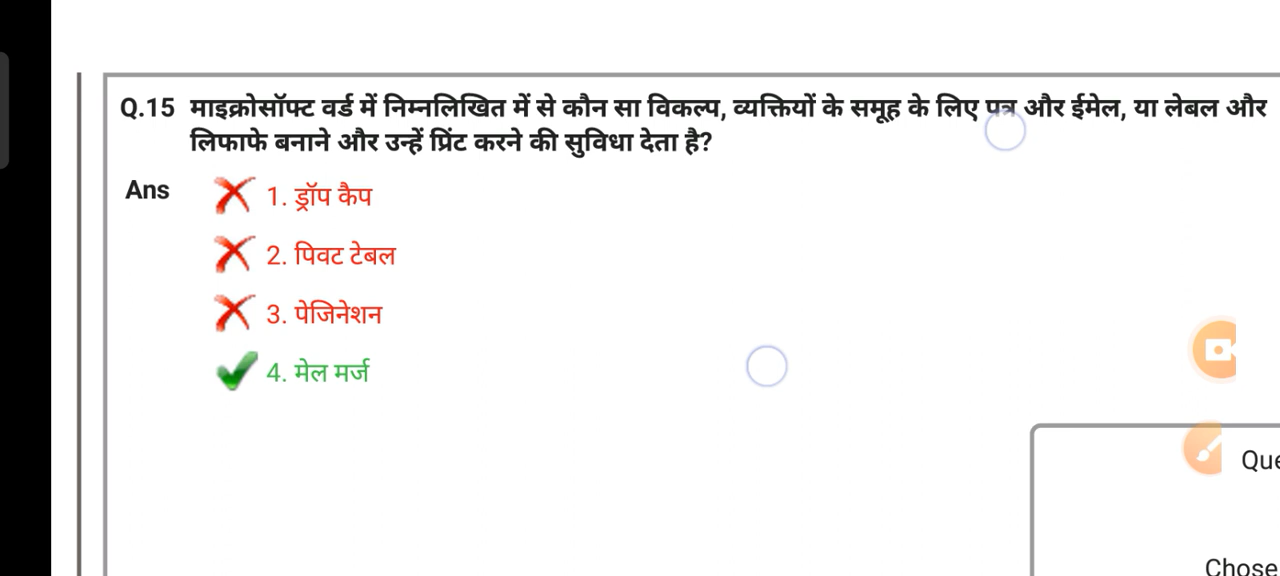 Q.15 माइक्रोसॉफ्ट वर्ड में निम्नलिखित में से कौन सा विकल्प, व्यक्तियों के समूह के लिए पत्र और ईमेल, या लेबल और
लिफाफे बनाने और उन्हें प्रिंट करने की सुविधा देता है?
Ans 1. ड्रॉप कैप
2. पिवट टेबल
3. पेजिनेशन
4. मेल मर्ज
Que
Chose